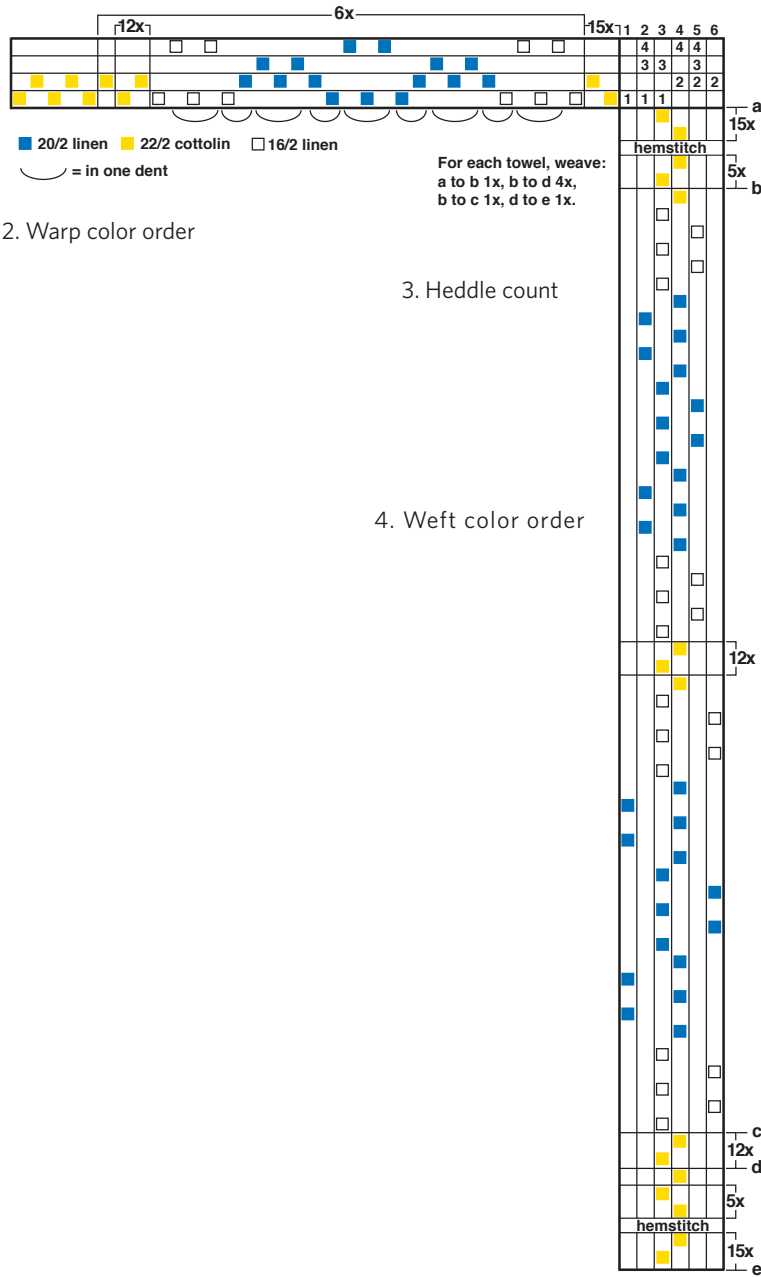 6x
12x 15x 1 2 3 4 5 6
4 4 4
3 3 3
2 2 2
1 1 1
a
15x
20/2 linen 22/2 cottolin 16/2 linen
hemstitch
= in one dent
For each towel, weave:
a to b 1x, b to d 4x,
b to c 1x, d to e 1x.
5x
b
2. Warp color order
3. Heddle count
4. Weft color order
12x
c
12x
d
5x
hemstitch
15x
e